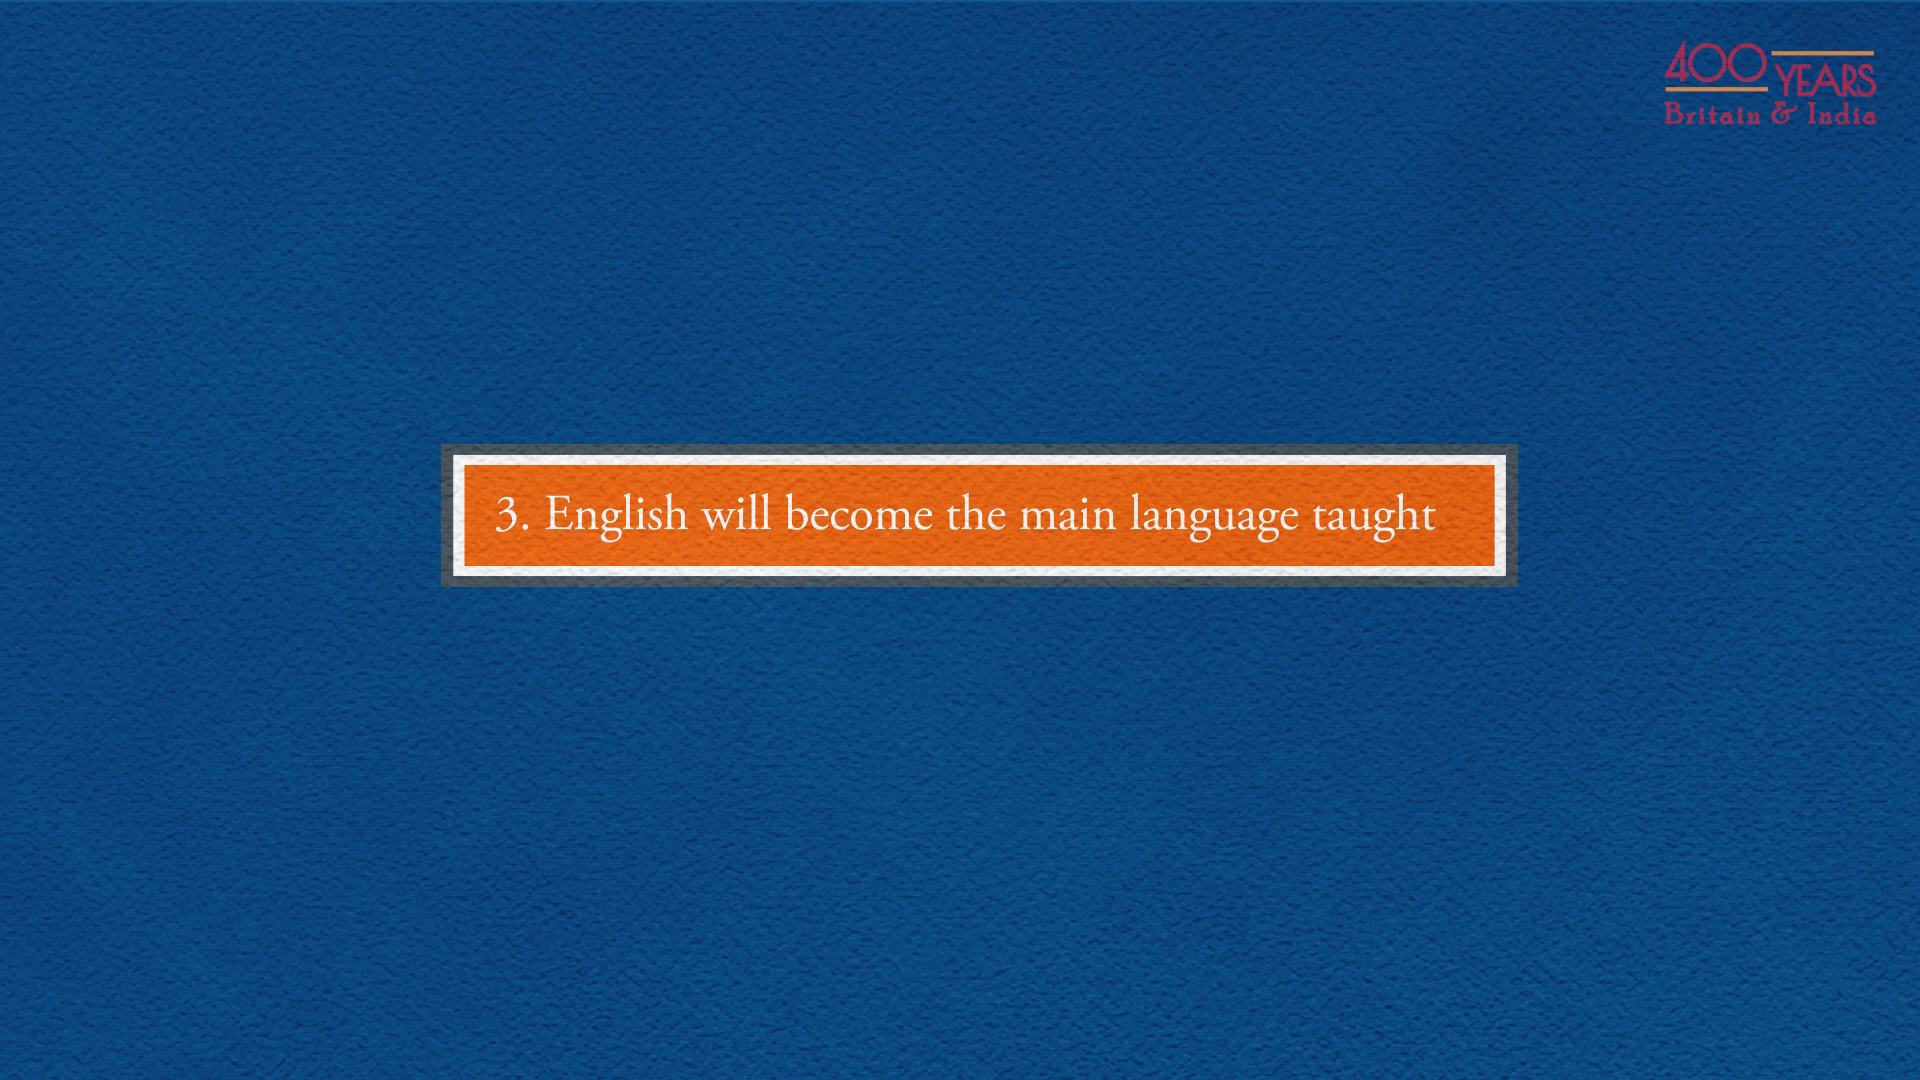 400 YEARS
Britain & India
3. English will become the main language taught